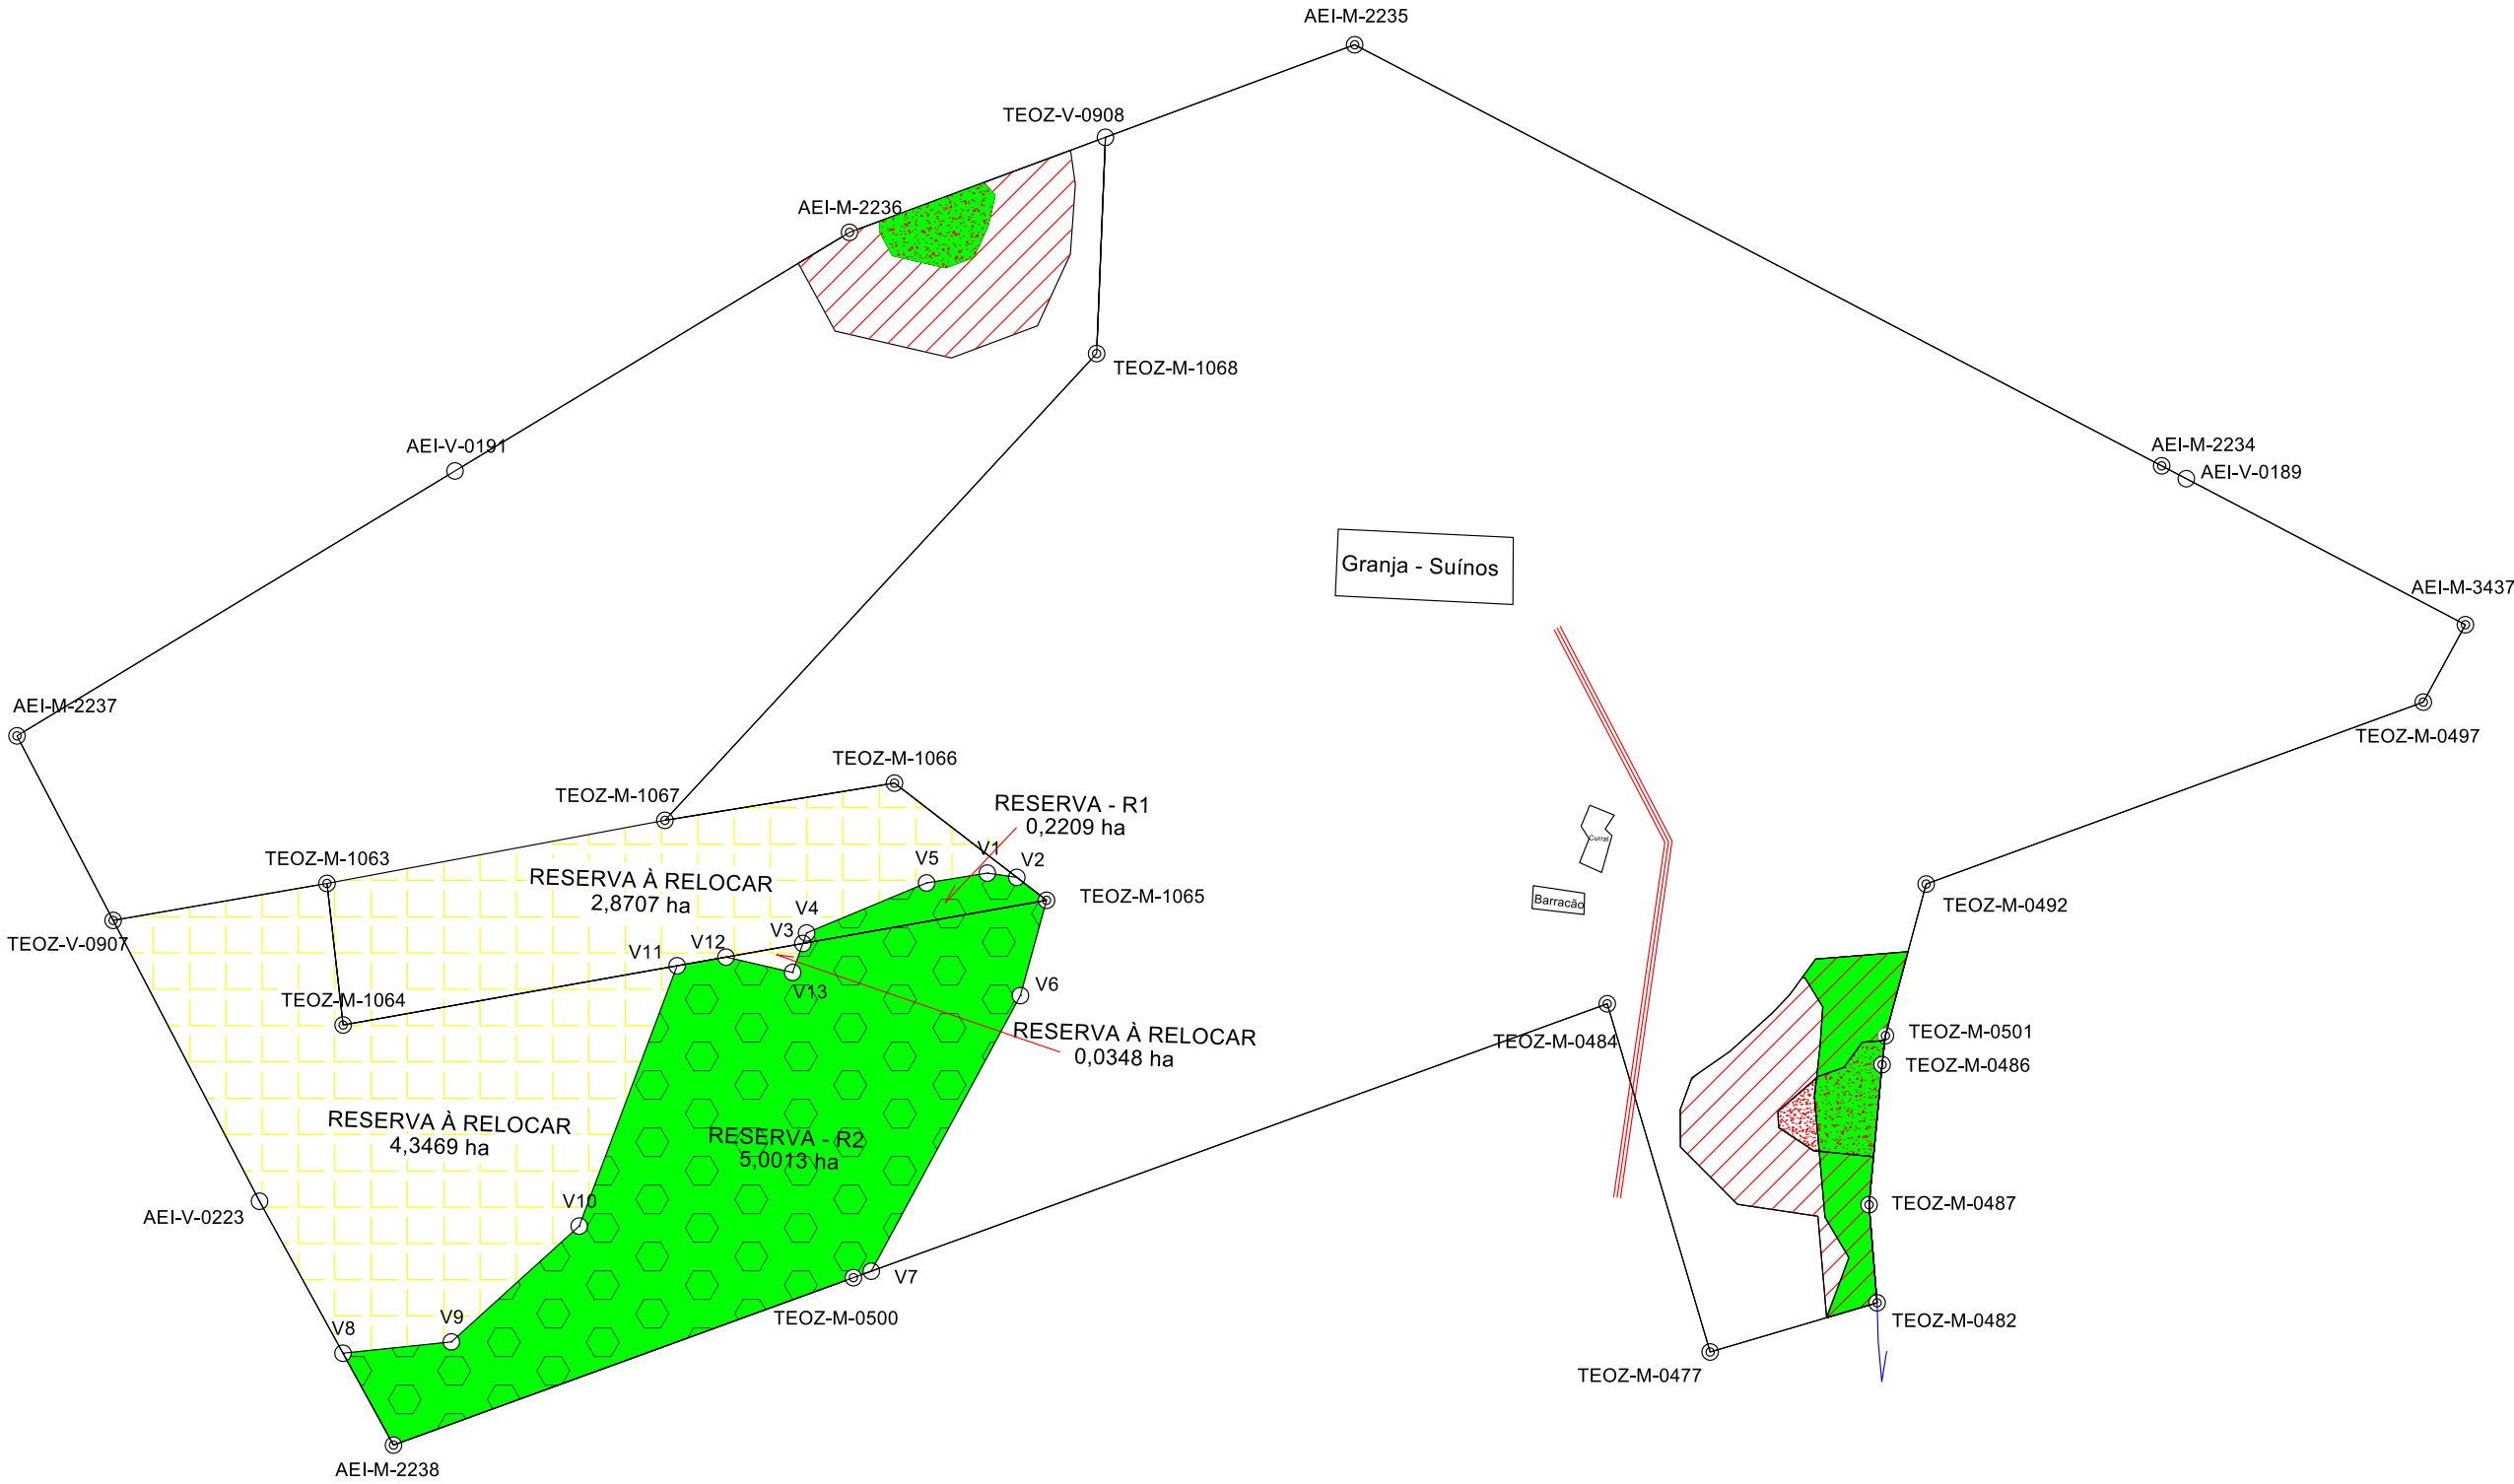 AEI-M-2235
TEOZ-V-0908
AEI-M-2236
TEOZ-M-1068
AEI-V-0191
AEI-M-2234
AEI-V-0189
Granja - Suínos
AEI-M-3437
AEI-M-2237
TEOZ-M-0497
TEOZ-M-1066
TEOZ-M-1067
RESERVA - R1
0,2209 ha
Curral
TEOZ-M-1063
V5
V1
V2
RESERVA À RELOCAR
2,8707 ha
TEOZ-M-1065
Barracão
TEOZ-M-0492
V4
V3
TEOZ-V-0907
V11
V12
V13
V6
TEOZ-M-1064
RESERVA À RELOCAR
0,0348 ha
TEOZ-M-0484
TEOZ-M-0501
TEOZ-M-0486
RESERVA À RELOCAR
4,3469 ha
RESERVA - R2
5,0013 ha
V10
AEI-V-0223
TEOZ-M-0487
V7
TEOZ-M-0500
V9
V8
TEOZ-M-0482
TEOZ-M-0477
AEI-M-2238